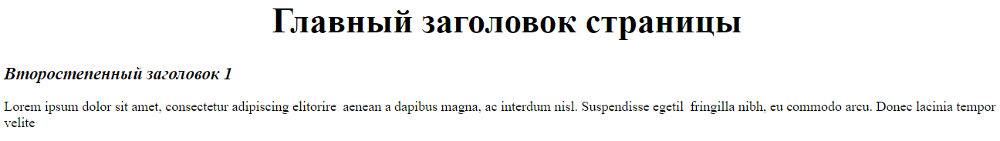 Главный заголовок страницы
Второстепенный заголовок 1
Lorem ipsum dolor sit amet, consectetur adipiscing elitorire  aenean a dapibus magna, ac interdum nisl. Suspendisse egetil  fringilla nibh, eu commodo arcu. Donec lacinia tempor
velite